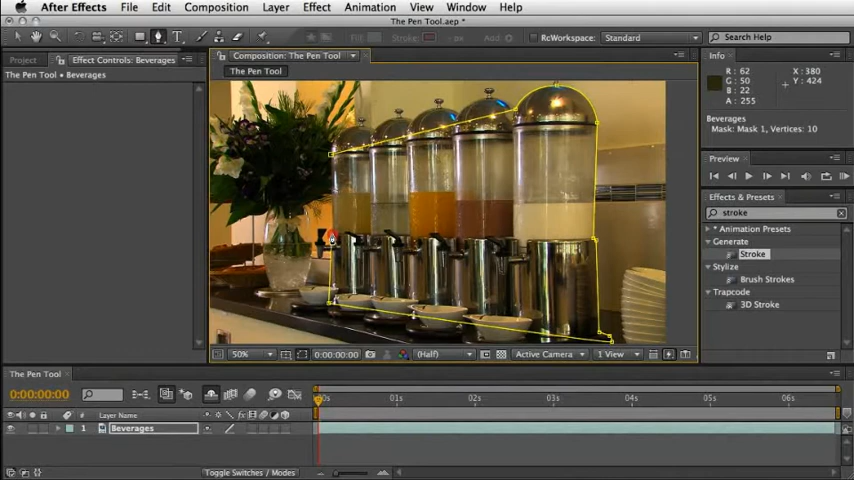 After Effects File Edit Composition Layer Effect Animation View Window Help
The Pen Tool.aep *
Fill: Stroke: px Add: RcWorkspace: Standard Search Help
Project Effect Controls: Beverages Composition: The Pen Tool Info
The Pen Tool • Beverages The Pen Tool
R: 62 X: 380
G: 50 Y: 424
B: 22
A: 255
Beverages
Mask: Mask 1, Vertices: 10
Preview
Effects & Presets
stroke
* Animation Presets
Generate
Stroke
Stylize
Brush Strokes
Trapcode
3D Stroke
50% 0:00:00:00 (Half) Active Camera 1 View
The Pen Tool
0:00:00:00 01s 02s 03s 04s 05s 06s
# Layer Name
1 Beverages
Toggle Switches / Modes